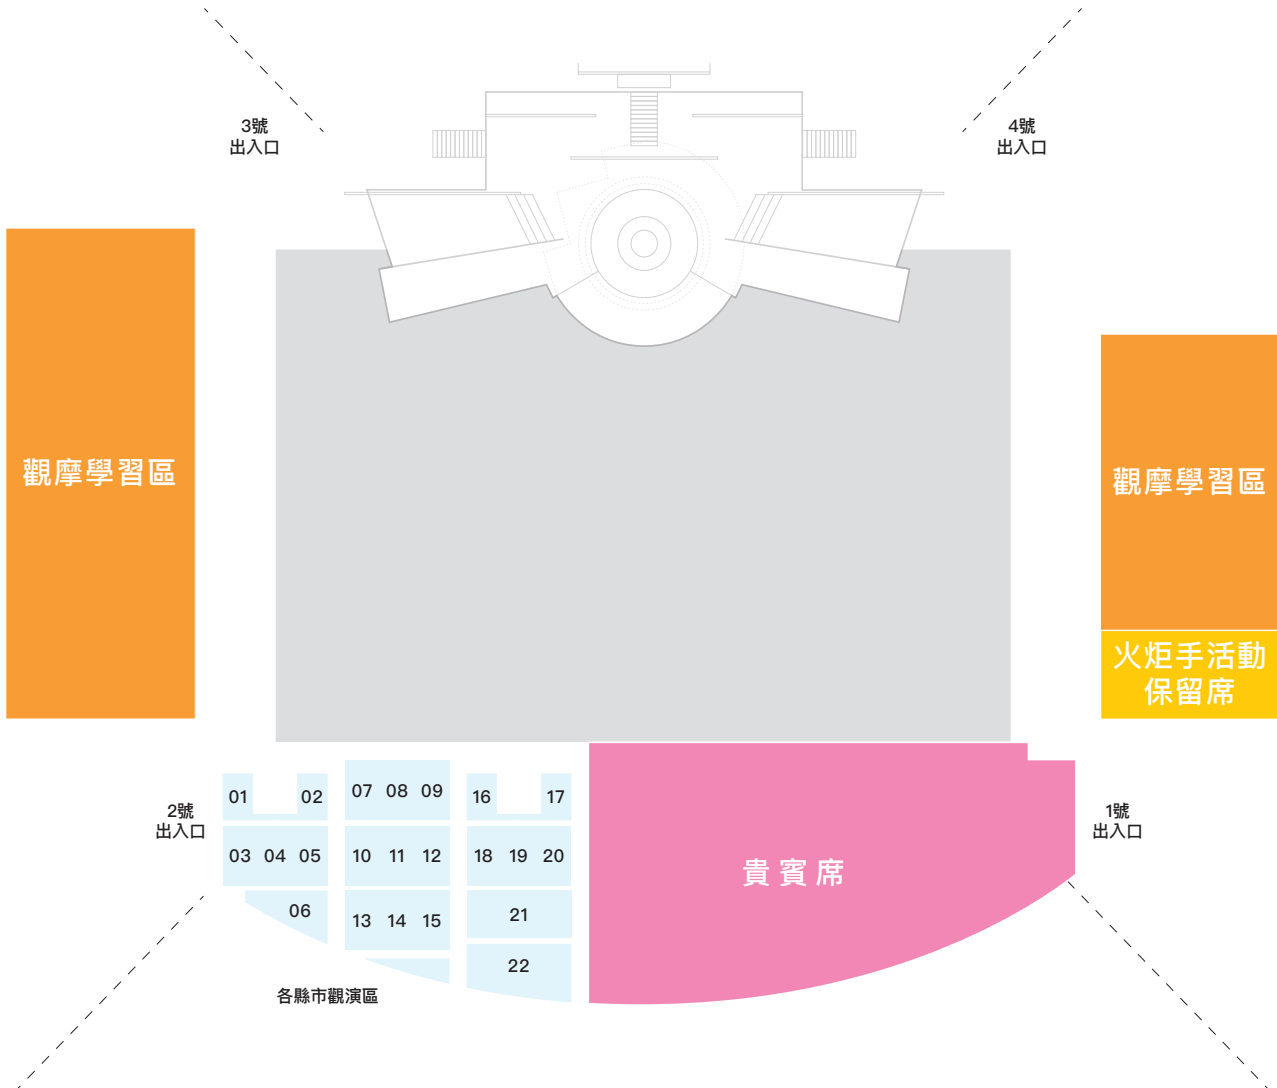 3號
出入口
4號
出入口
觀摩學習區
觀摩學習區
火炬手活動
保留席
2號
出入口
01 02
03 04 05
06
07 08 09
10 11 12
13 14 15
16 17
18 19 20
21
22
貴賓席
1號
出入口
各縣市觀演區